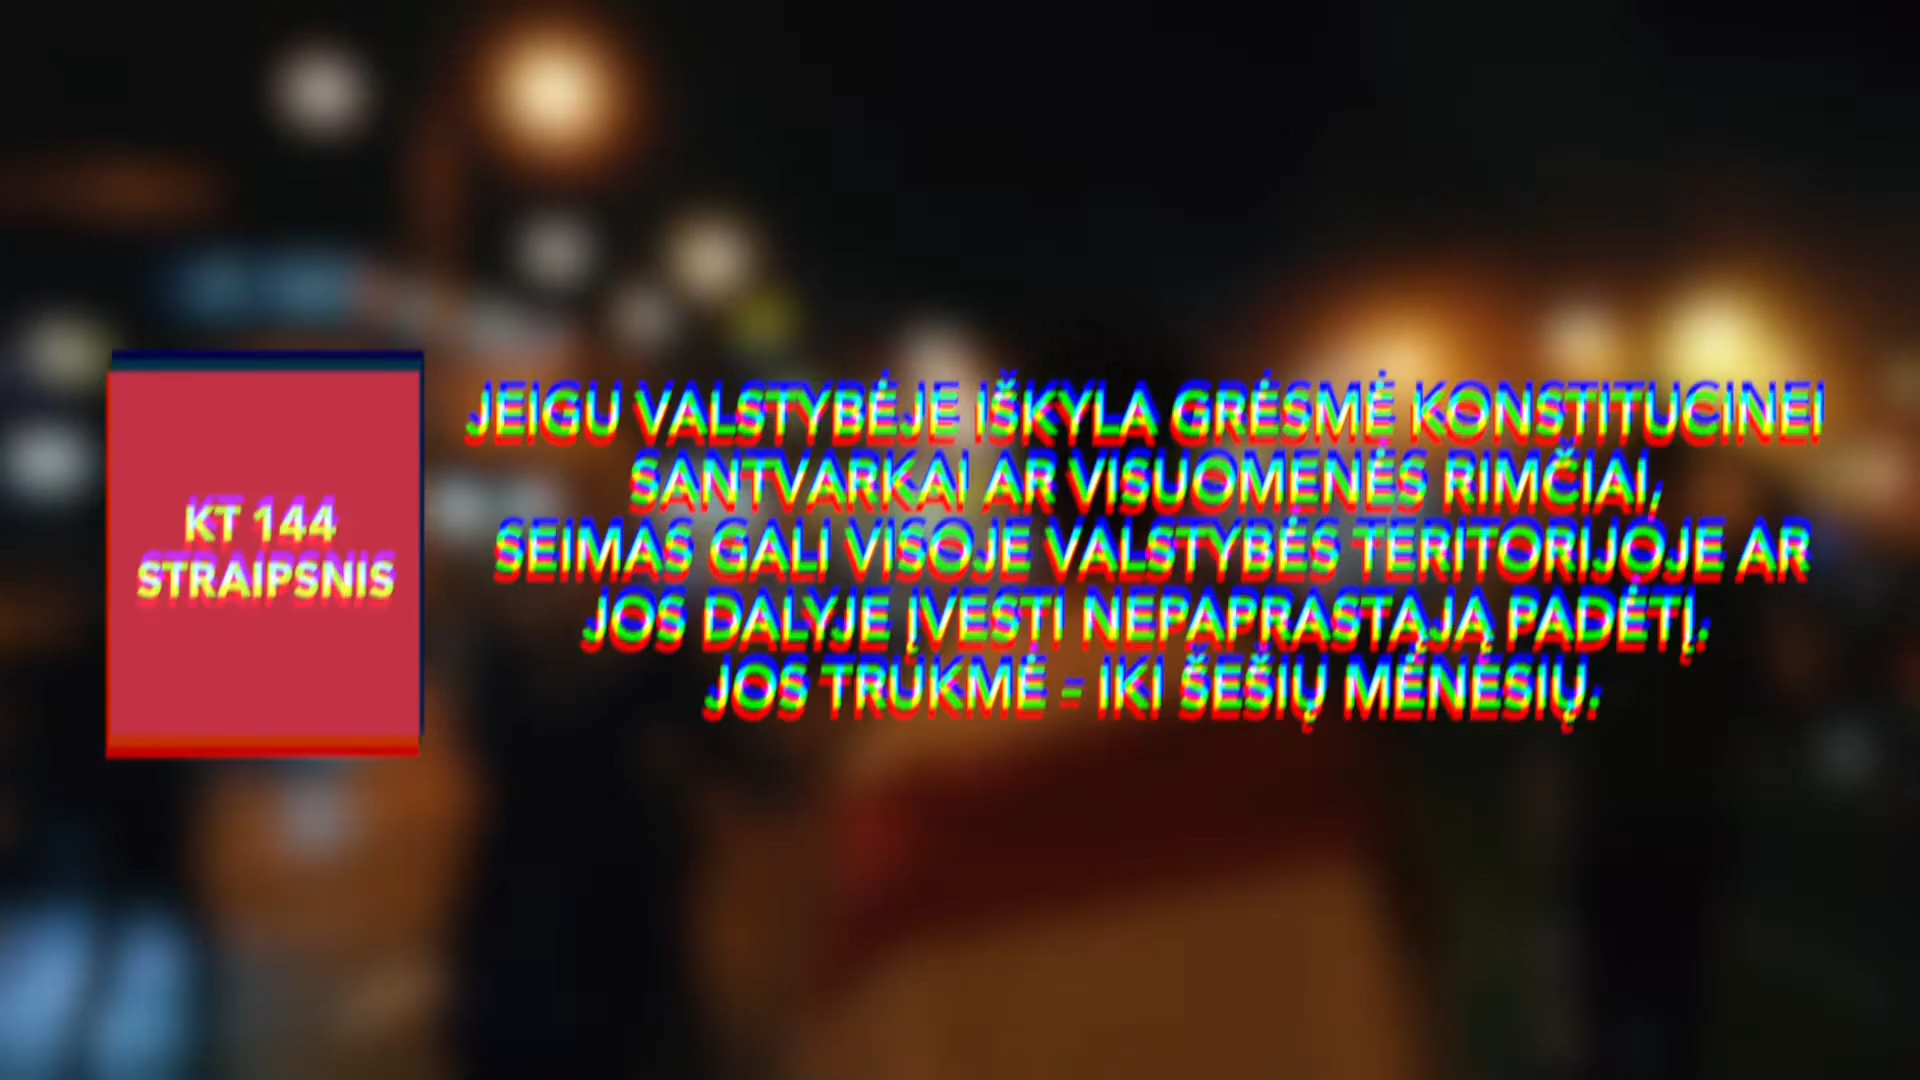 KT 144
STRAIPSNIS
JEIGU VALSTYBĖJE IŠKYLA GRĖSMĖ KONSTITUCINEI
SANTVARKAI AR VISUOMENĖS RIMČIAI,
SEIMAS GALI VISOJE VALSTYBĖS TERITORIJOJE AR
JOS DALYJE ĮVESTI NEPAPRASTĄJĄ PADĖTĮ.
JOS TRUKMĖ - IKI ŠEŠIŲ MĖNESIŲ.